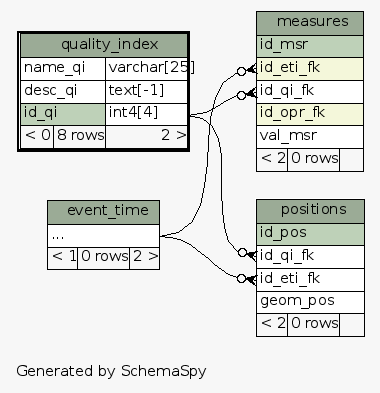 quality_index
name_qi varchar[25]
desc_qi text[-1]
id_qi int4[4]
< 0 8 rows 2 >
measures
id_msr
id_eti_fk
id_qi_fk
id_opr_fk
val_msr
< 2 0 rows
event_time
...
< 1 0 rows 2 >
positions
id_pos
id_qi_fk
id_eti_fk
geom_pos
< 2 0 rows
Generated by SchemaSpy